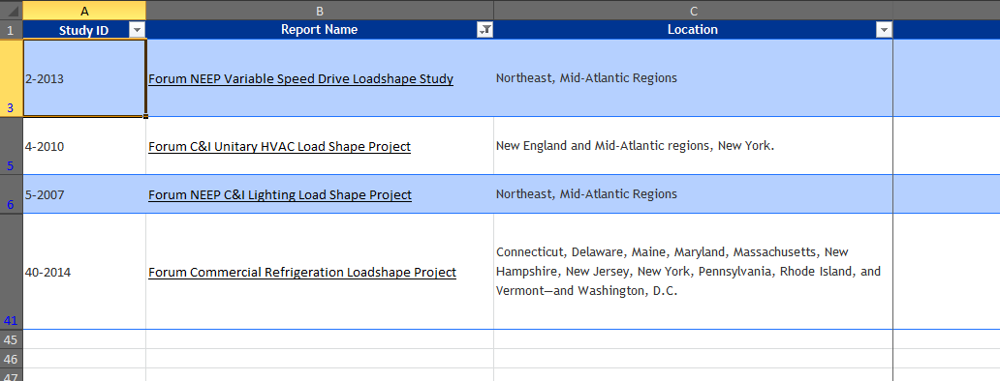 A B C
1 Study ID Report Name Location
3 2-2013 Forum NEEP Variable Speed Drive Loadshape Study Northeast, Mid-Atlantic Regions
5 4-2010 Forum C&I Unitary HVAC Load Shape Project New England and Mid-Atlantic regions, New York.
6 5-2007 Forum NEEP C&I Lighting Load Shape Project Northeast, Mid-Atlantic Regions
41 40-2014 Forum Commercial Refrigeration Loadshape Project Connecticut, Delaware, Maine, Maryland, Massachusetts, New
Hampshire, New Jersey, New York, Pennsylvania, Rhode Island, and
Vermont—and Washington, D.C.
45
46
47